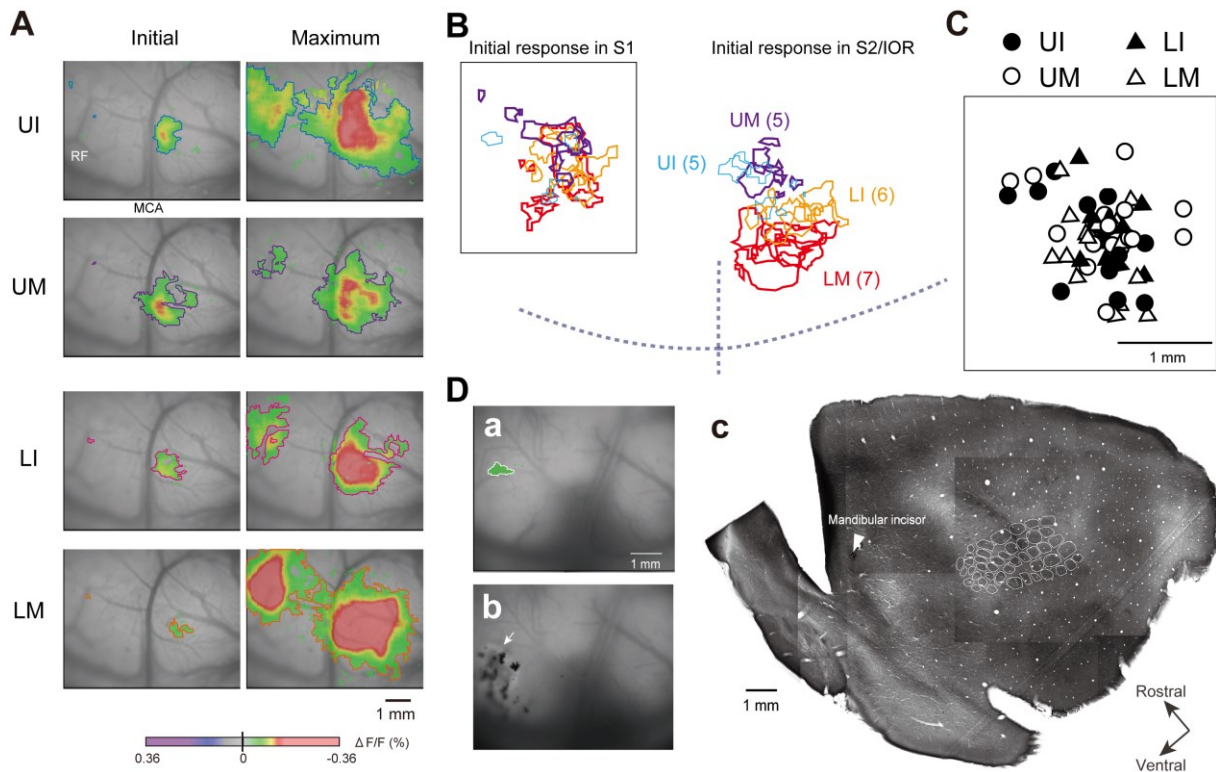 A
Initial
Maximum
UI
RF
MCA
UM
LI
LM
1 mm
Δ F/F (%)
0.36
0
-0.36
B
Initial response in S1
Initial response in S2/IOR
UM (5)
UI (5)
LI (6)
LM (7)
C
UI
LI
UM
LM
1 mm
D
a
1 mm
b
c
Mandibular incisor
1 mm
Rostral
Ventral